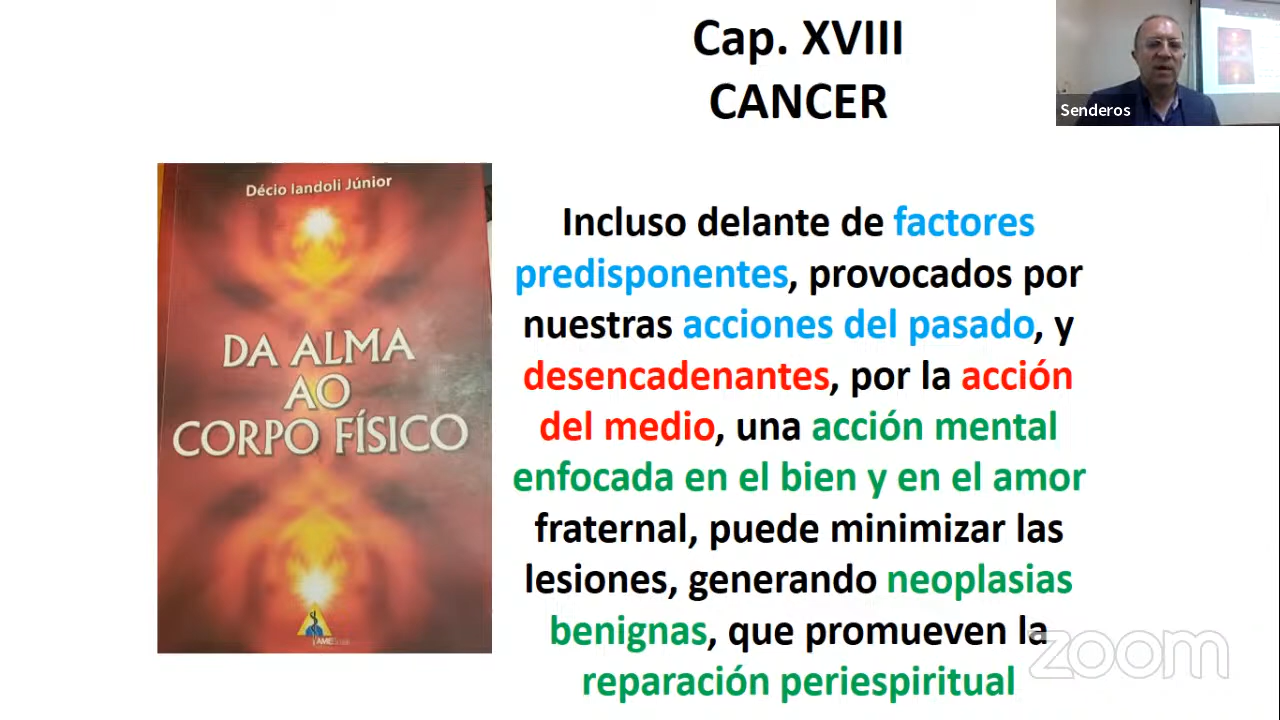 Cap. XVIII
CANCER
Senderos
Décio Iandoli Júnior
DA ALMA
AO
CORPO FÍSICO
Incluso delante de factores
predisponentes, provocados por
nuestras acciones del pasado, y
desencadenantes, por la acción
del medio, una acción mental
enfocada en el bien y en el amor
fraternal, puede minimizar las
lesiones, generando neoplasias
benignas, que promueven la
reparación periespiritual
zoom